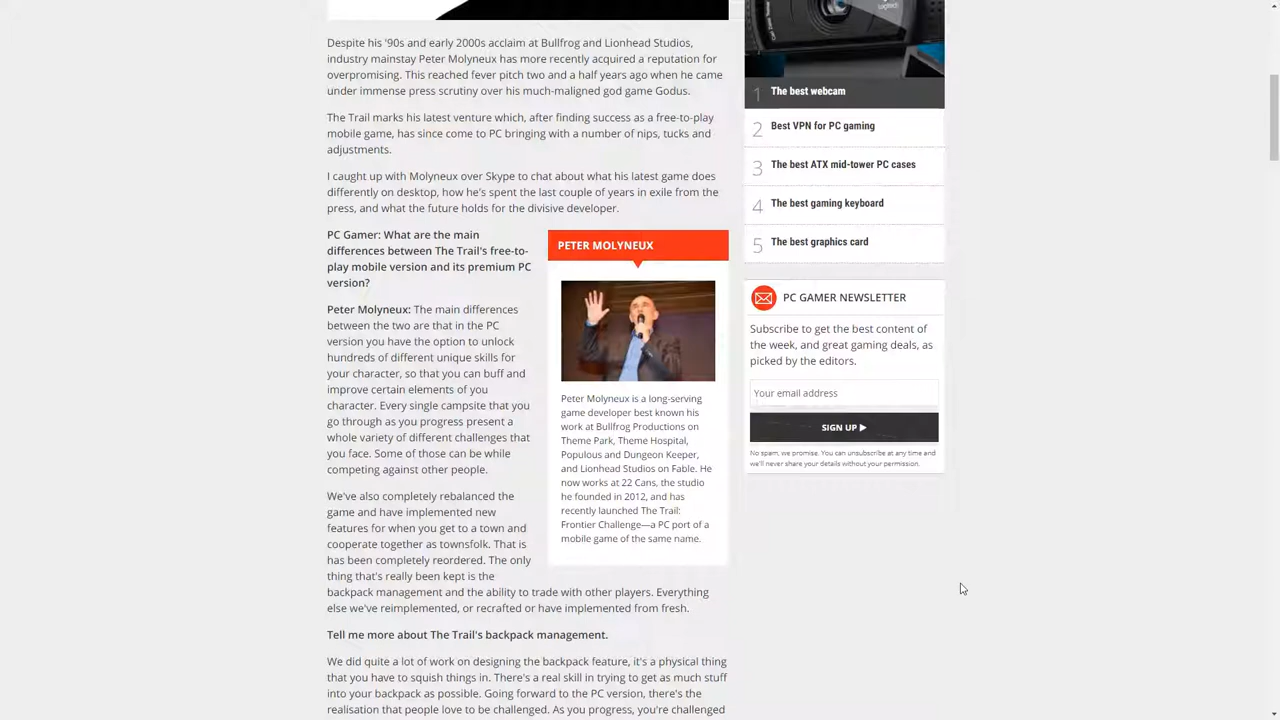 Despite his '90s and early 2000s acclaim at Bullfrog and Lionhead Studios,
industry mainstay Peter Molyneux has more recently acquired a reputation for
overpromising. This reached fever pitch two and a half years ago when he came
under immense press scrutiny over his much-maligned god game Godus.
The Trail marks his latest venture which, after finding success as a free-to-play
mobile game, has since come to PC bringing with a number of nips, tucks and
adjustments.
I caught up with Molyneux over Skype to chat about what his latest game does
differently on desktop, how he's spent the last couple of years in exile from the
press, and what the future holds for the divisive developer.
PC Gamer: What are the main
differences between The Trail's free-to-
play mobile version and its premium PC
version?
Peter Molyneux: The main differences
between the two are that in the PC
version you have the option to unlock
hundreds of different unique skills for
your character, so that you can buff and
improve certain elements of you
character. Every single campsite that you
go through as you progress present a
whole variety of different challenges that
you face. Some of those can be while
competing against other people.
We've also completely rebalanced the
game and have implemented new
features for when you get to a town and
cooperate together as townsfolk. That is
has been completely reordered. The only
thing that's really been kept is the
backpack management and the ability to trade with other players. Everything
else we've reimplemented, or recrafted or have implemented from fresh.
Tell me more about The Trail's backpack management.
We did quite a lot of work on designing the backpack feature, it's a physical thing
that you have to squish things in. There's a real skill in trying to get as much stuff
into your backpack as possible. Going forward to the PC version, there's the
realisation that people love to be challenged. As you progress, you're challenged
PETER MOLYNEUX
Peter Molyneux is a long-serving
game developer best known his
work at Bullfrog Productions on
Theme Park, Theme Hospital,
Populous and Dungeon Keeper,
and Lionhead Studios on Fable. He
now works at 22 Cans, the studio
he founded in 2012, and has
recently launched The Trail:
Frontier Challenge—a PC port of a
mobile game of the same name.
logitech
1 The best webcam
2 Best VPN for PC gaming
3 The best ATX mid-tower PC cases
4 The best gaming keyboard
5 The best graphics card
PC GAMER NEWSLETTER
Subscribe to get the best content of
the week, and great gaming deals, as
picked by the editors.
Your email address
SIGN UP
No spam, we promise. You can unsubscribe at any time and
we'll never share your details without your permission.